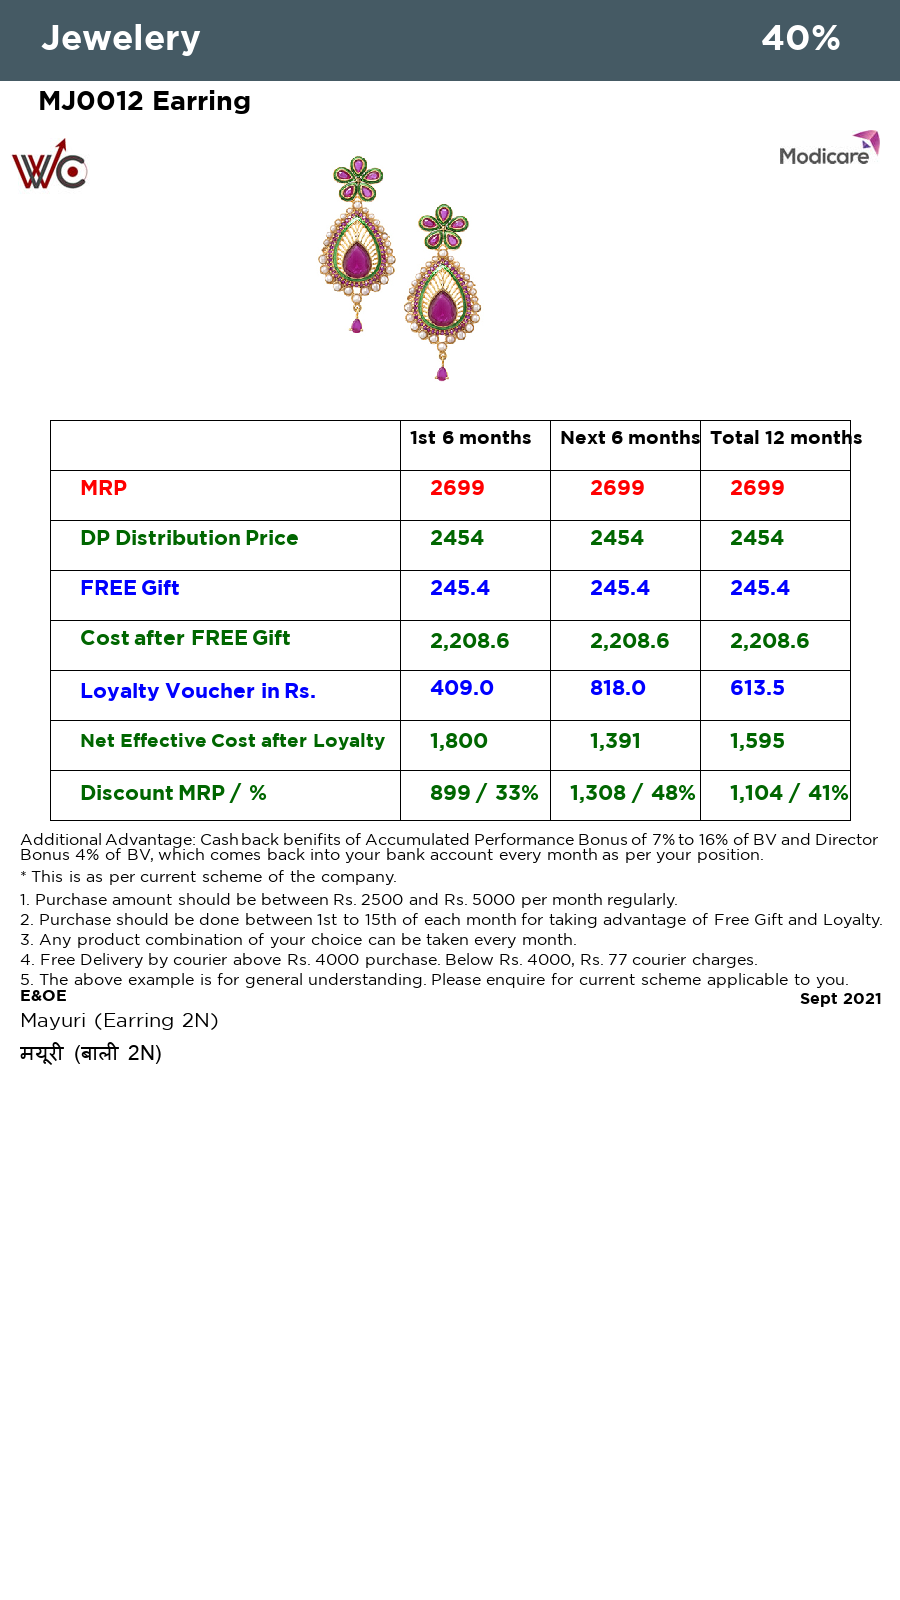 Jewelery 40%
MJ0012 Earring
WC
Modicare
1st 6 months Next 6 months Total 12 months
MRP 2699 2699 2699
DP Distribution Price 2454 2454 2454
FREE Gift 245.4 245.4 245.4
Cost after FREE Gift 2,208.6 2,208.6 2,208.6
Loyalty Voucher in Rs. 409.0 818.0 613.5
Net Effective Cost after Loyalty 1,800 1,391 1,595
Discount MRP / % 899 / 33% 1,308 / 48% 1,104 / 41%
Additional Advantage: Cashback benifits of Accumulated Performance Bonus of 7% to 16% of BV and Director
Bonus 4% of BV, which comes back into your bank account every month as per your position.
* This is as per current scheme of the company.
1. Purchase amount should be between Rs. 2500 and Rs. 5000 per month regularly.
2. Purchase should be done between 1st to 15th of each month for taking advantage of Free Gift and Loyalty.
3. Any product combination of your choice can be taken every month.
4. Free Delivery by courier above Rs. 4000 purchase. Below Rs. 4000, Rs. 77 courier charges.
5. The above example is for general understanding. Please enquire for current scheme applicable to you.
E&OE Sept 2021
Mayuri (Earring 2N)
मयूरी (बाली 2N)